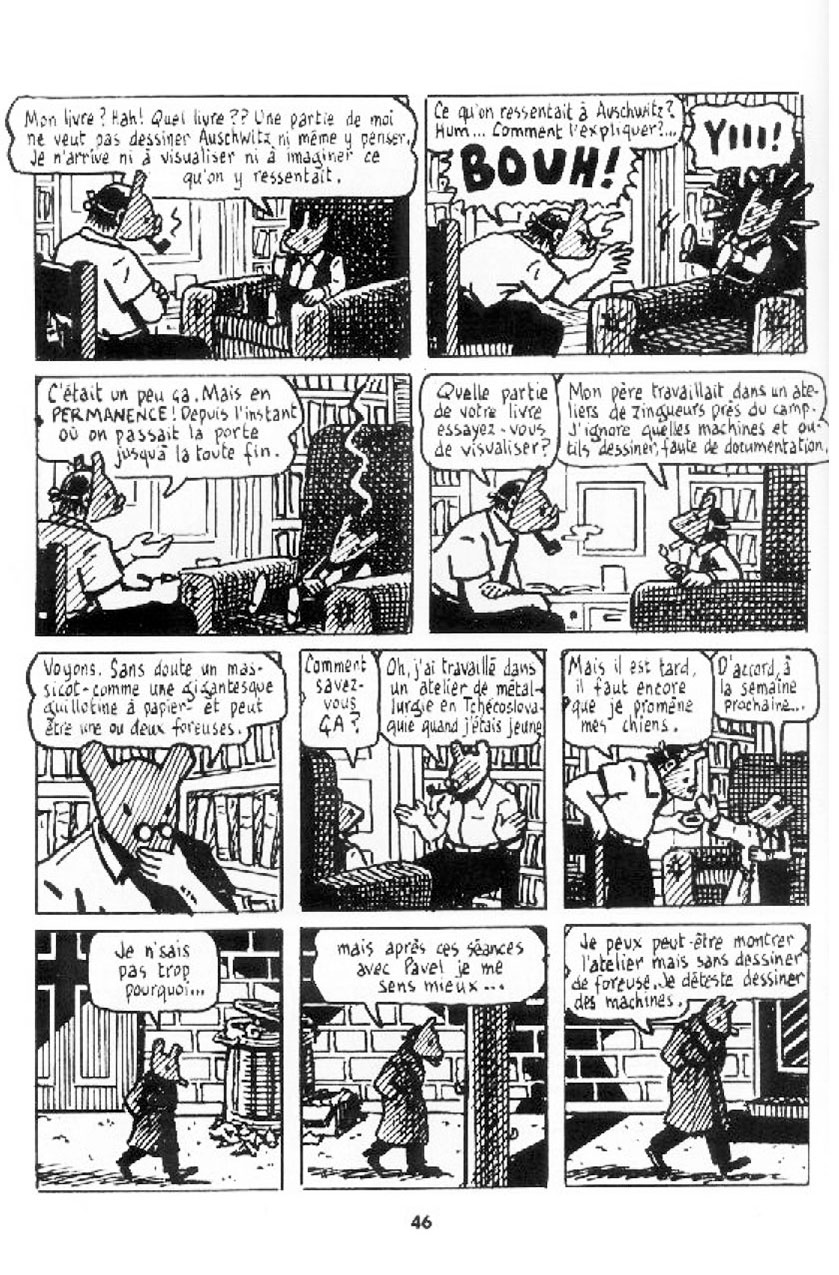 Mon livre ? Hah! Quel livre ?? Une partie de moi
ne veut pas dessiner Auschwitz ni même y penser.
Je n'arrive ni à visualiser ni à imaginer ce
qu'on y ressentait.
Ce qu'on ressentait à Auschwitz ?
Hum... Comment l'expliquer ?...
BOUH!
YIII!
C'était un peu ça. Mais en
PERMANENCE! Depuis l'instant
où on passait la porte
jusqu'à la toute fin.
Quelle partie
de votre livre
essayez-vous
de visualiser ?
Mon père travaillait dans un ate-
liers de zingueurs près du camp.
J'ignore quelles machines et ou-
tils dessiner, faute de documentation.
Voyons. Sans doute un mas-
sicot-comme une gigantesque
guillotine à papier- et peut
être une ou deux foreuses.
Comment
savez-
vous
ÇA ?
Oh, j'ai travaillé dans
un atelier de métal-
lurgie en Tchécoslova-
quie quand j'étais jeune
Mais il est tard,
il faut encore
que je promène
mes chiens.
D'accord, à
la semaine
prochaine...
Je n'sais
pas trop
pourquoi...
mais après ces séances
avec Pavel je me
sens mieux...
Je peux peut-être montrer
l'atelier mais sans dessiner
de foreuse. Je déteste dessiner
des machines.
46